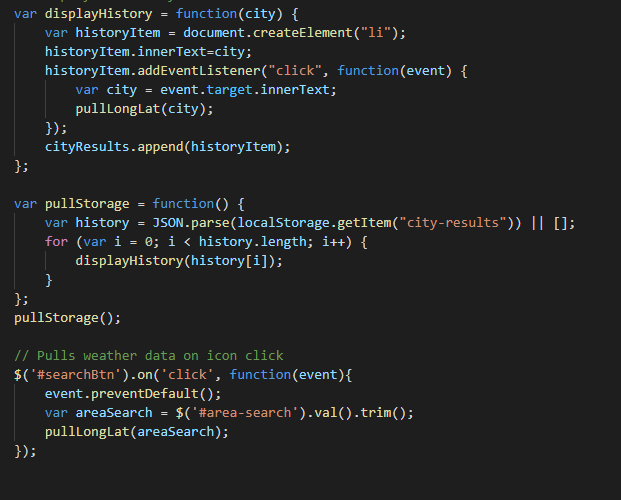 var displayHistory = function(city) {
    var historyItem = document.createElement("li");
    historyItem.innerText=city;
    historyItem.addEventListener("click", function(event) {
        var city = event.target.innerText;
        pullLongLat(city);
    });
    cityResults.append(historyItem);
};

var pullStorage = function() {
    var history = JSON.parse(localStorage.getItem("city-results")) || [];
    for (var i = 0; i < history.length; i++) {
        displayHistory(history[i]);
    }
};
pullStorage();

// Pulls weather data on icon click
$('#searchBtn').on('click', function(event){
    event.preventDefault();
    var areaSearch = $('#area-search').val().trim();
    pullLongLat(areaSearch);
});